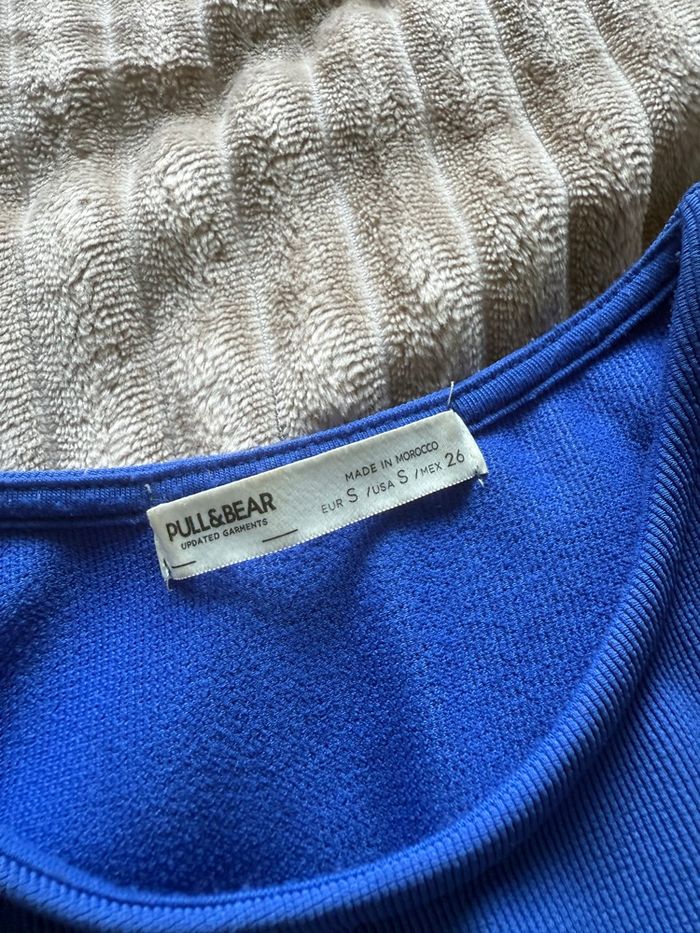 PULL&BEAR
UPDATED GARMENTS
MADE IN MOROCCO
EUR S /USA S /MEX 26